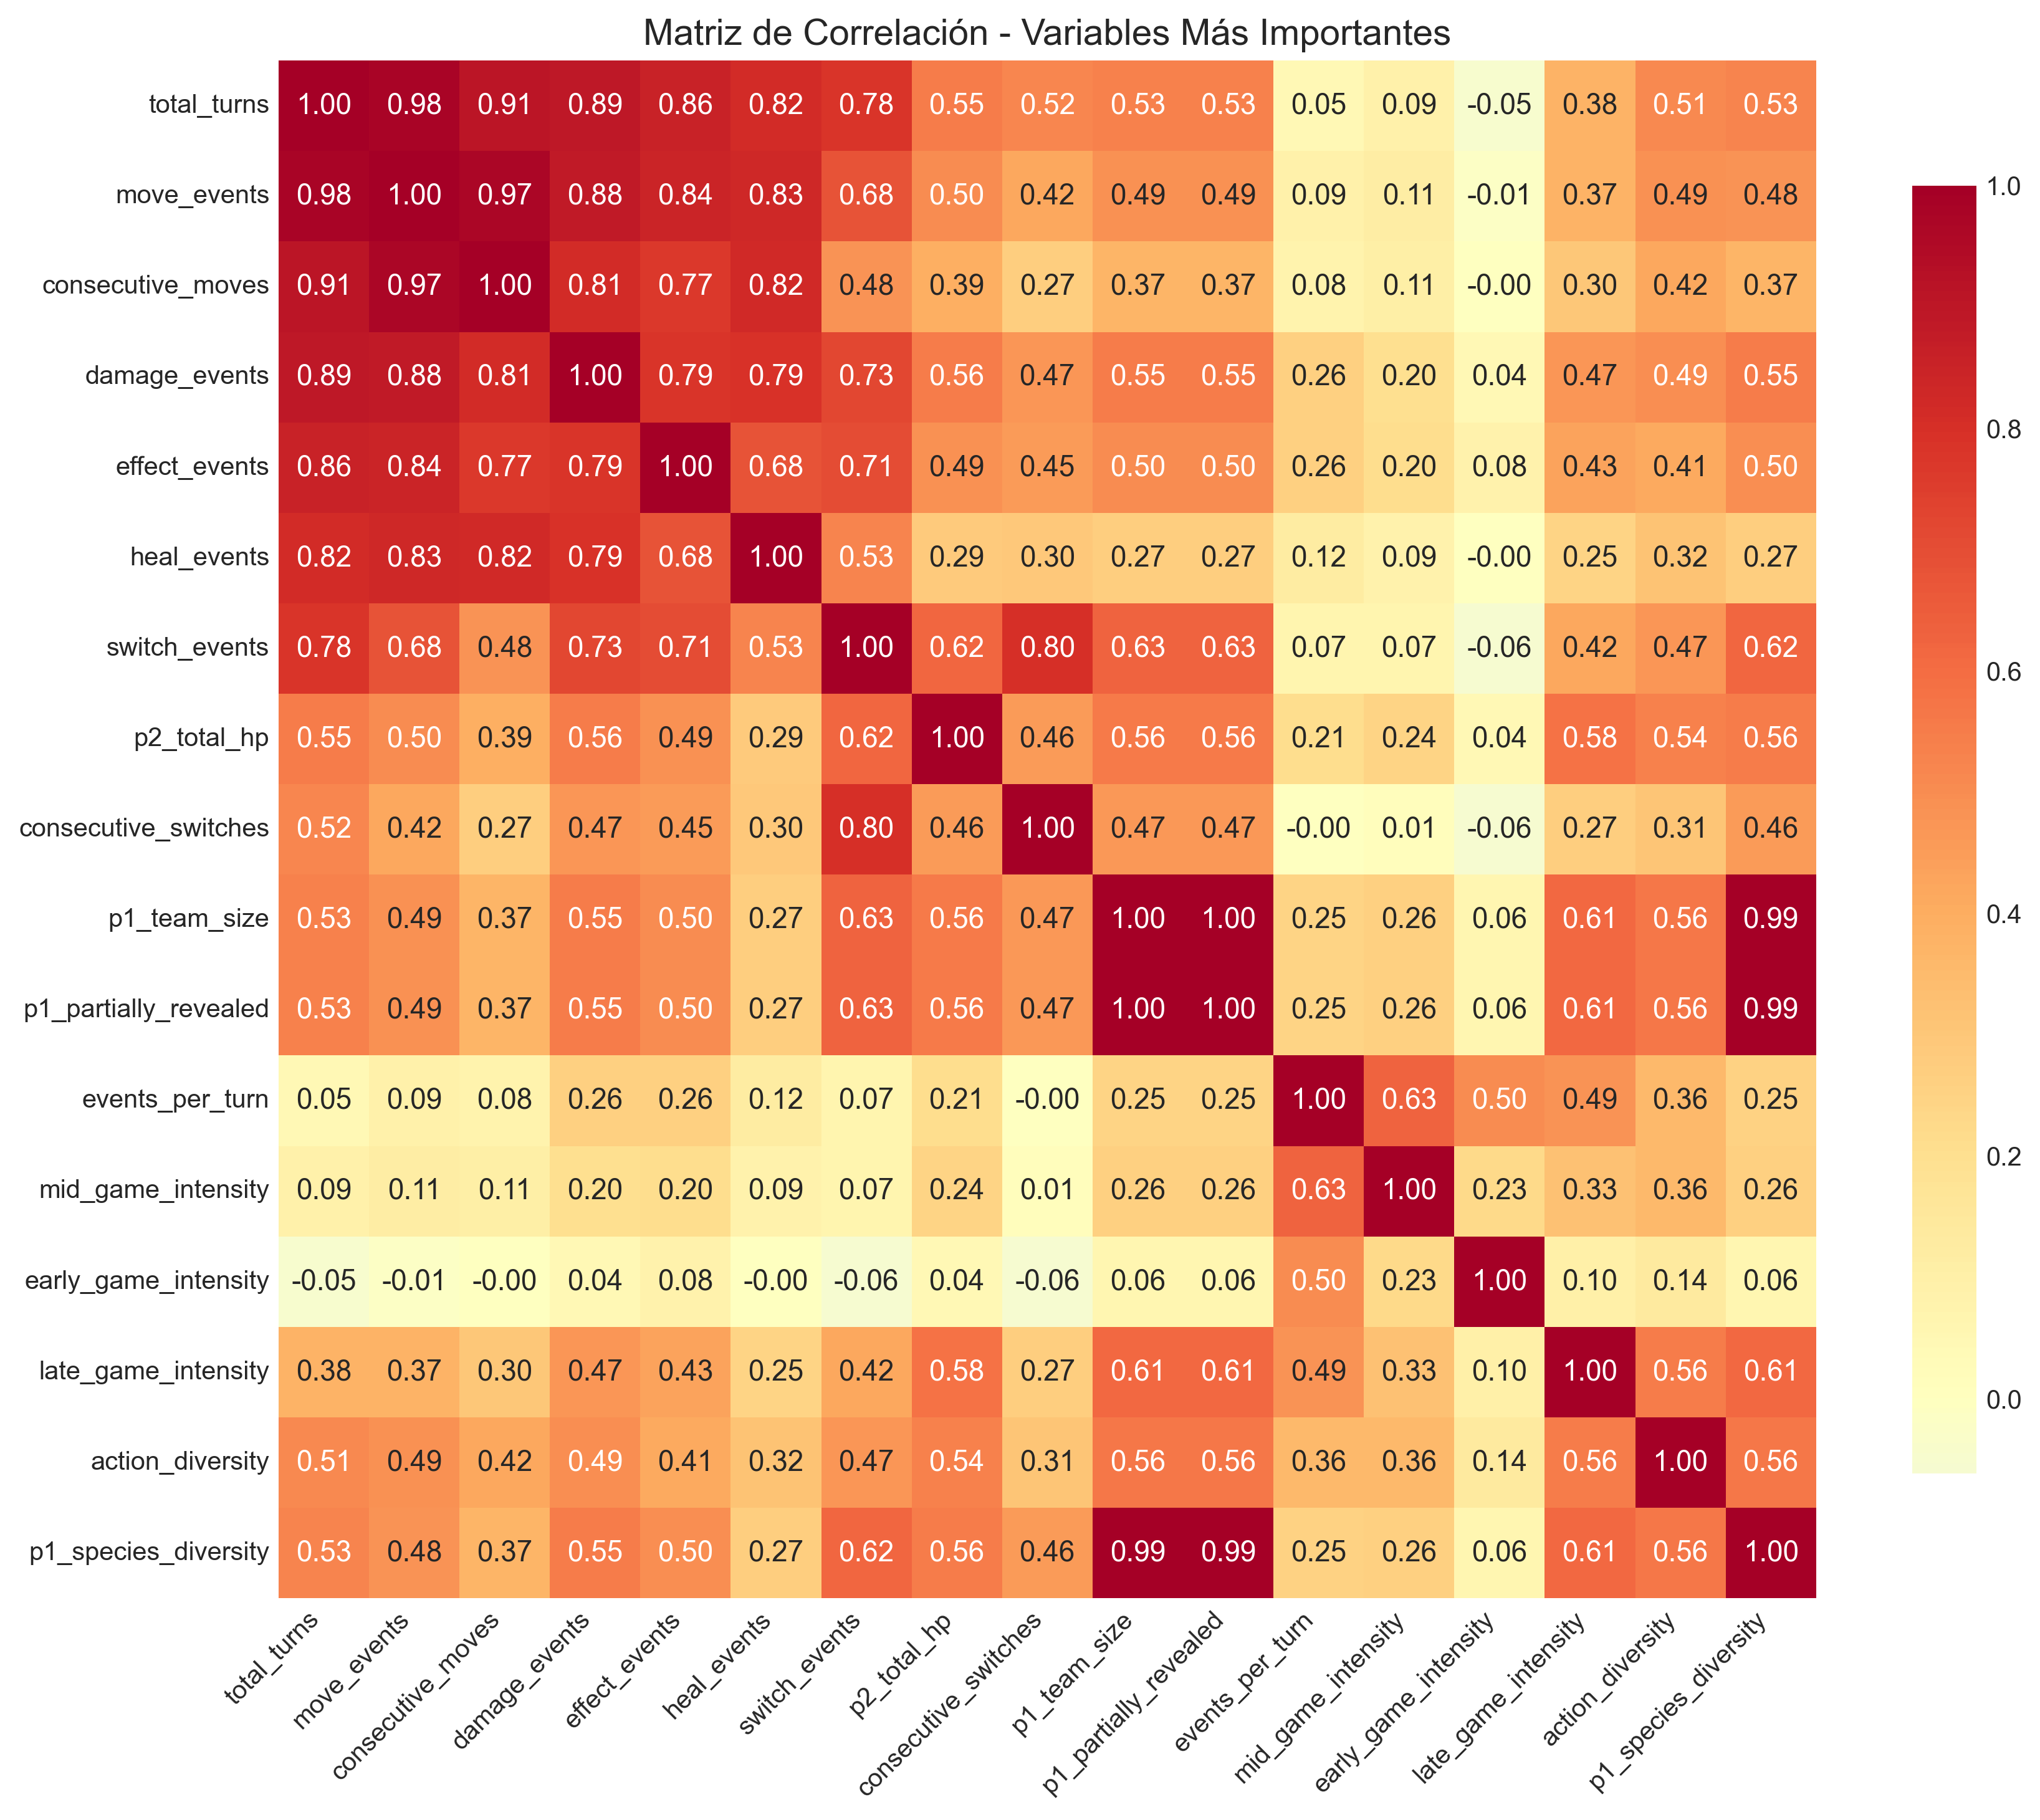 Matriz de Correlación - Variables Más Importantes
total_turns 1.00 0.98 0.91 0.89 0.86 0.82 0.78 0.55 0.52 0.53 0.53 0.05 0.09 -0.05 0.38 0.51 0.53
move_events 0.98 1.00 0.97 0.88 0.84 0.83 0.68 0.50 0.42 0.49 0.49 0.09 0.11 -0.01 0.37 0.49 0.48
consecutive_moves 0.91 0.97 1.00 0.81 0.77 0.82 0.48 0.39 0.27 0.37 0.37 0.08 0.11 -0.00 0.30 0.42 0.37
damage_events 0.89 0.88 0.81 1.00 0.79 0.79 0.73 0.56 0.47 0.55 0.55 0.26 0.20 0.04 0.47 0.49 0.55
effect_events 0.86 0.84 0.77 0.79 1.00 0.68 0.71 0.49 0.45 0.50 0.50 0.26 0.20 0.08 0.43 0.41 0.50
heal_events 0.82 0.83 0.82 0.79 0.68 1.00 0.53 0.29 0.30 0.27 0.27 0.12 0.09 -0.00 0.25 0.32 0.27
switch_events 0.78 0.68 0.48 0.73 0.71 0.53 1.00 0.62 0.80 0.63 0.63 0.07 0.07 -0.06 0.42 0.47 0.62
p2_total_hp 0.55 0.50 0.39 0.56 0.49 0.29 0.62 1.00 0.46 0.56 0.56 0.21 0.24 0.04 0.58 0.54 0.56
consecutive_switches 0.52 0.42 0.27 0.47 0.45 0.30 0.80 0.46 1.00 0.47 0.47 -0.00 0.01 -0.06 0.27 0.31 0.46
p1_team_size 0.53 0.49 0.37 0.55 0.50 0.27 0.63 0.56 0.47 1.00 1.00 0.25 0.26 0.06 0.61 0.56 0.99
p1_partially_revealed 0.53 0.49 0.37 0.55 0.50 0.27 0.63 0.56 0.47 1.00 1.00 0.25 0.26 0.06 0.61 0.56 0.99
events_per_turn 0.05 0.09 0.08 0.26 0.26 0.12 0.07 0.21 -0.00 0.25 0.25 1.00 0.63 0.50 0.49 0.36 0.25
mid_game_intensity 0.09 0.11 0.11 0.20 0.20 0.09 0.07 0.24 0.01 0.26 0.26 0.63 1.00 0.23 0.33 0.36 0.26
early_game_intensity -0.05 -0.01 -0.00 0.04 0.08 -0.00 -0.06 0.04 -0.06 0.06 0.06 0.50 0.23 1.00 0.10 0.14 0.06
late_game_intensity 0.38 0.37 0.30 0.47 0.43 0.25 0.42 0.58 0.27 0.61 0.61 0.49 0.33 0.10 1.00 0.56 0.61
action_diversity 0.51 0.49 0.42 0.49 0.41 0.32 0.47 0.54 0.31 0.56 0.56 0.36 0.36 0.14 0.56 1.00 0.56
p1_species_diversity 0.53 0.48 0.37 0.55 0.50 0.27 0.62 0.56 0.46 0.99 0.99 0.25 0.26 0.06 0.61 0.56 1.00
total_turns
move_events
consecutive_moves
damage_events
effect_events
heal_events
switch_events
p2_total_hp
consecutive_switches
p1_team_size
p1_partially_revealed
events_per_turn
mid_game_intensity
early_game_intensity
late_game_intensity
action_diversity
p1_species_diversity
1.0
0.8
0.6
0.4
0.2
0.0